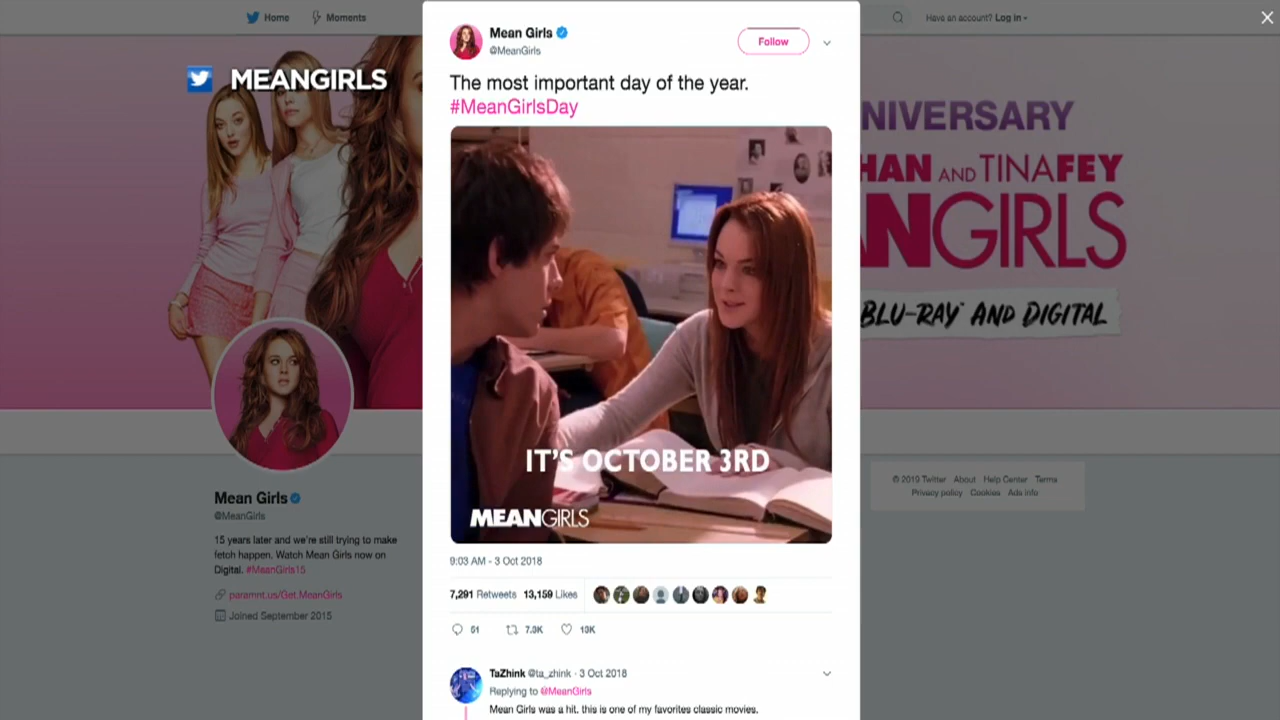 Home
Moments
Have an account? Log in
MEANGIRLS
Mean Girls
@MeanGirls
Follow
The most important day of the year.
#MeanGirlsDay
IT'S OCTOBER 3RD
MEANGIRLS
9:03 AM - 3 Oct 2018
7,291 Retweets 13,159 Likes
51
7.3K
13K
TaZhink @ta_zhink · 3 Oct 2018
Replying to @MeanGirls
Mean Girls was a hit. this is one of my favorites classic movies.
NIVERSARY
HAN AND TINA FEY
NGIRLS
BLU-RAY™ AND DIGITAL
Mean Girls
@MeanGirls
15 years later and we're still trying to make
fetch happen. Watch Mean Girls now on
Digital. #MeanGirls15
paramnt.us/Get.MeanGirls
Joined September 2015
© 2019 Twitter About Help Center Terms
Privacy policy Cookies Ads info